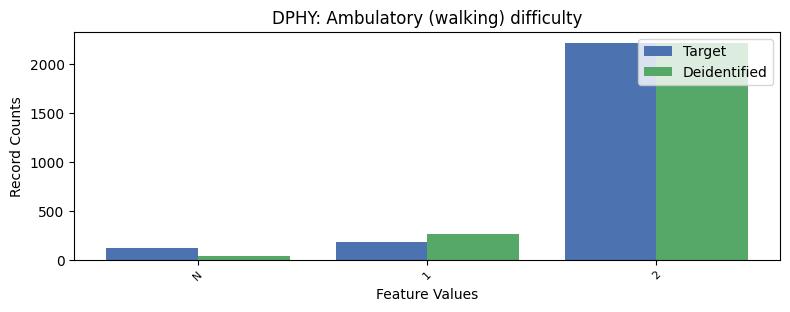 DPHY: Ambulatory (walking) difficulty
Target
Deidentified
Record Counts
2000
1500
1000
500
0
N
1
2
Feature Values